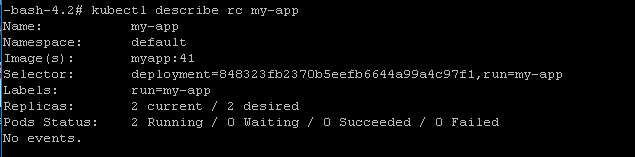 -bash-4.2# kubectl describe rc my-app
Name: my-app
Namespace: default
Image(s): myapp:41
Selector: deployment=848323fb2370b5eefb6644a99a4c97f1,run=my-app
Labels: run=my-app
Replicas: 2 current / 2 desired
Pods Status: 2 Running / 0 Waiting / 0 Succeeded / 0 Failed
No events.